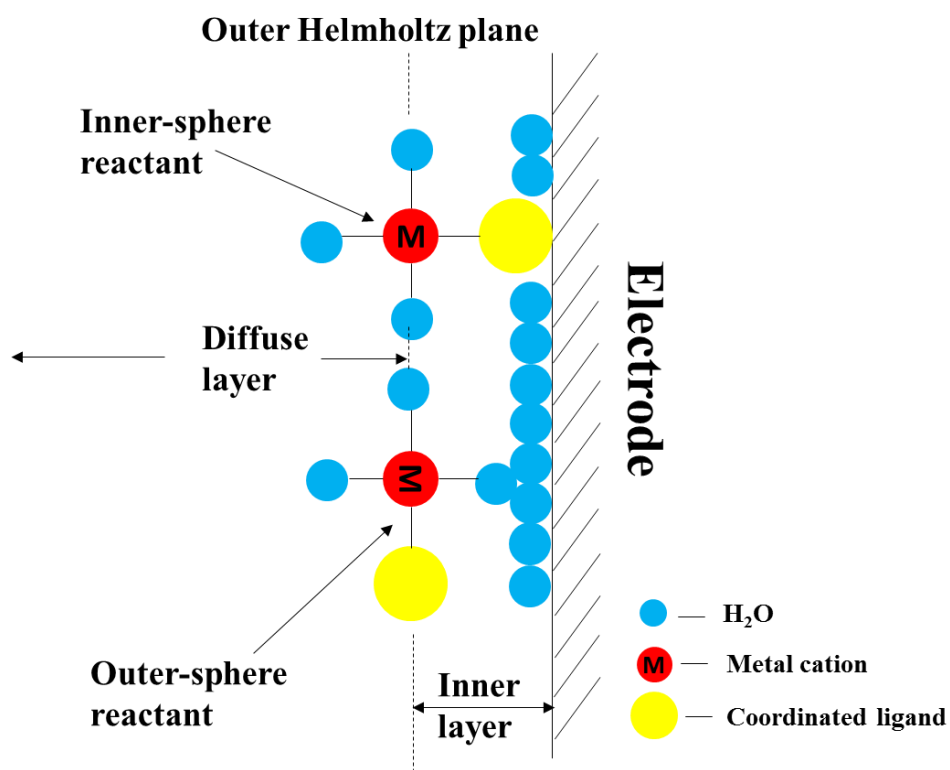 Outer Helmholtz plane
Inner-sphere
reactant
M
Diffuse
layer
Electrode
M
Outer-sphere
reactant
Inner
layer
H₂O
M Metal cation
Coordinated ligand